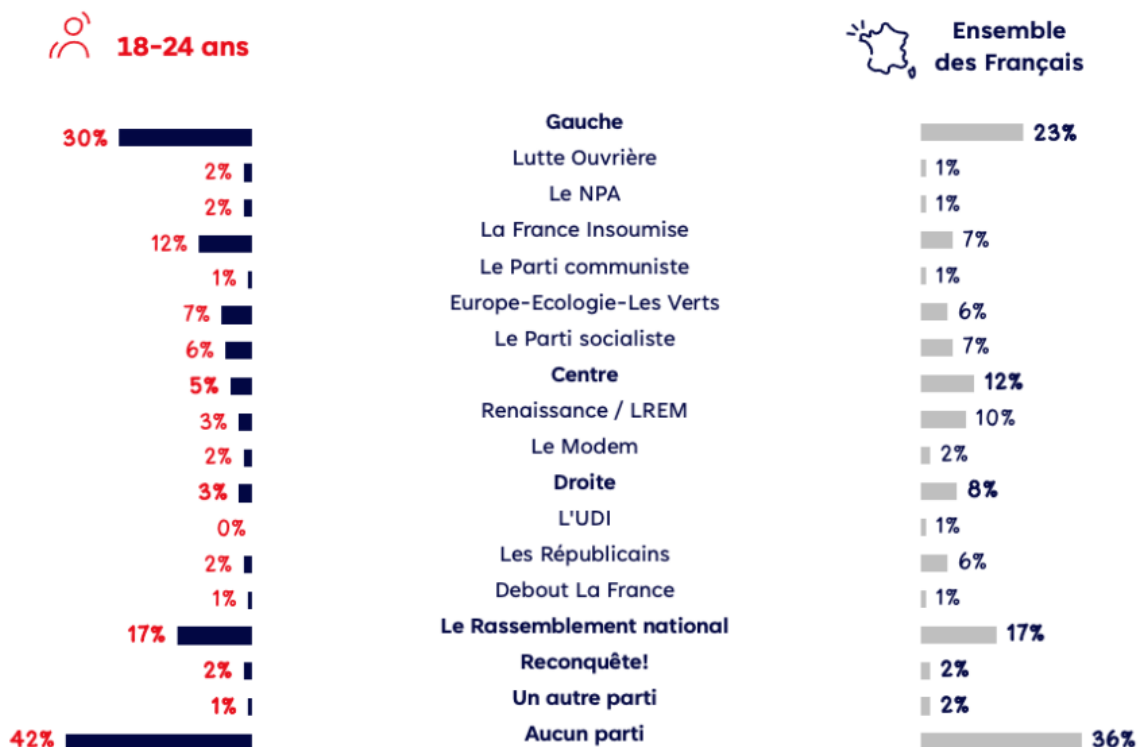 18-24 ans
Ensemble
des Français
30% Gauche 23%
2% Lutte Ouvrière 1%
2% Le NPA 1%
12% La France Insoumise 7%
1% Le Parti communiste 1%
7% Europe-Ecologie-Les Verts 6%
6% Le Parti socialiste 7%
5% Centre 12%
3% Renaissance / LREM 10%
2% Le Modem 2%
3% Droite 8%
0% L'UDI 1%
2% Les Républicains 6%
1% Debout La France 1%
17% Le Rassemblement national 17%
2% Reconquête! 2%
1% Un autre parti 2%
42% Aucun parti 36%